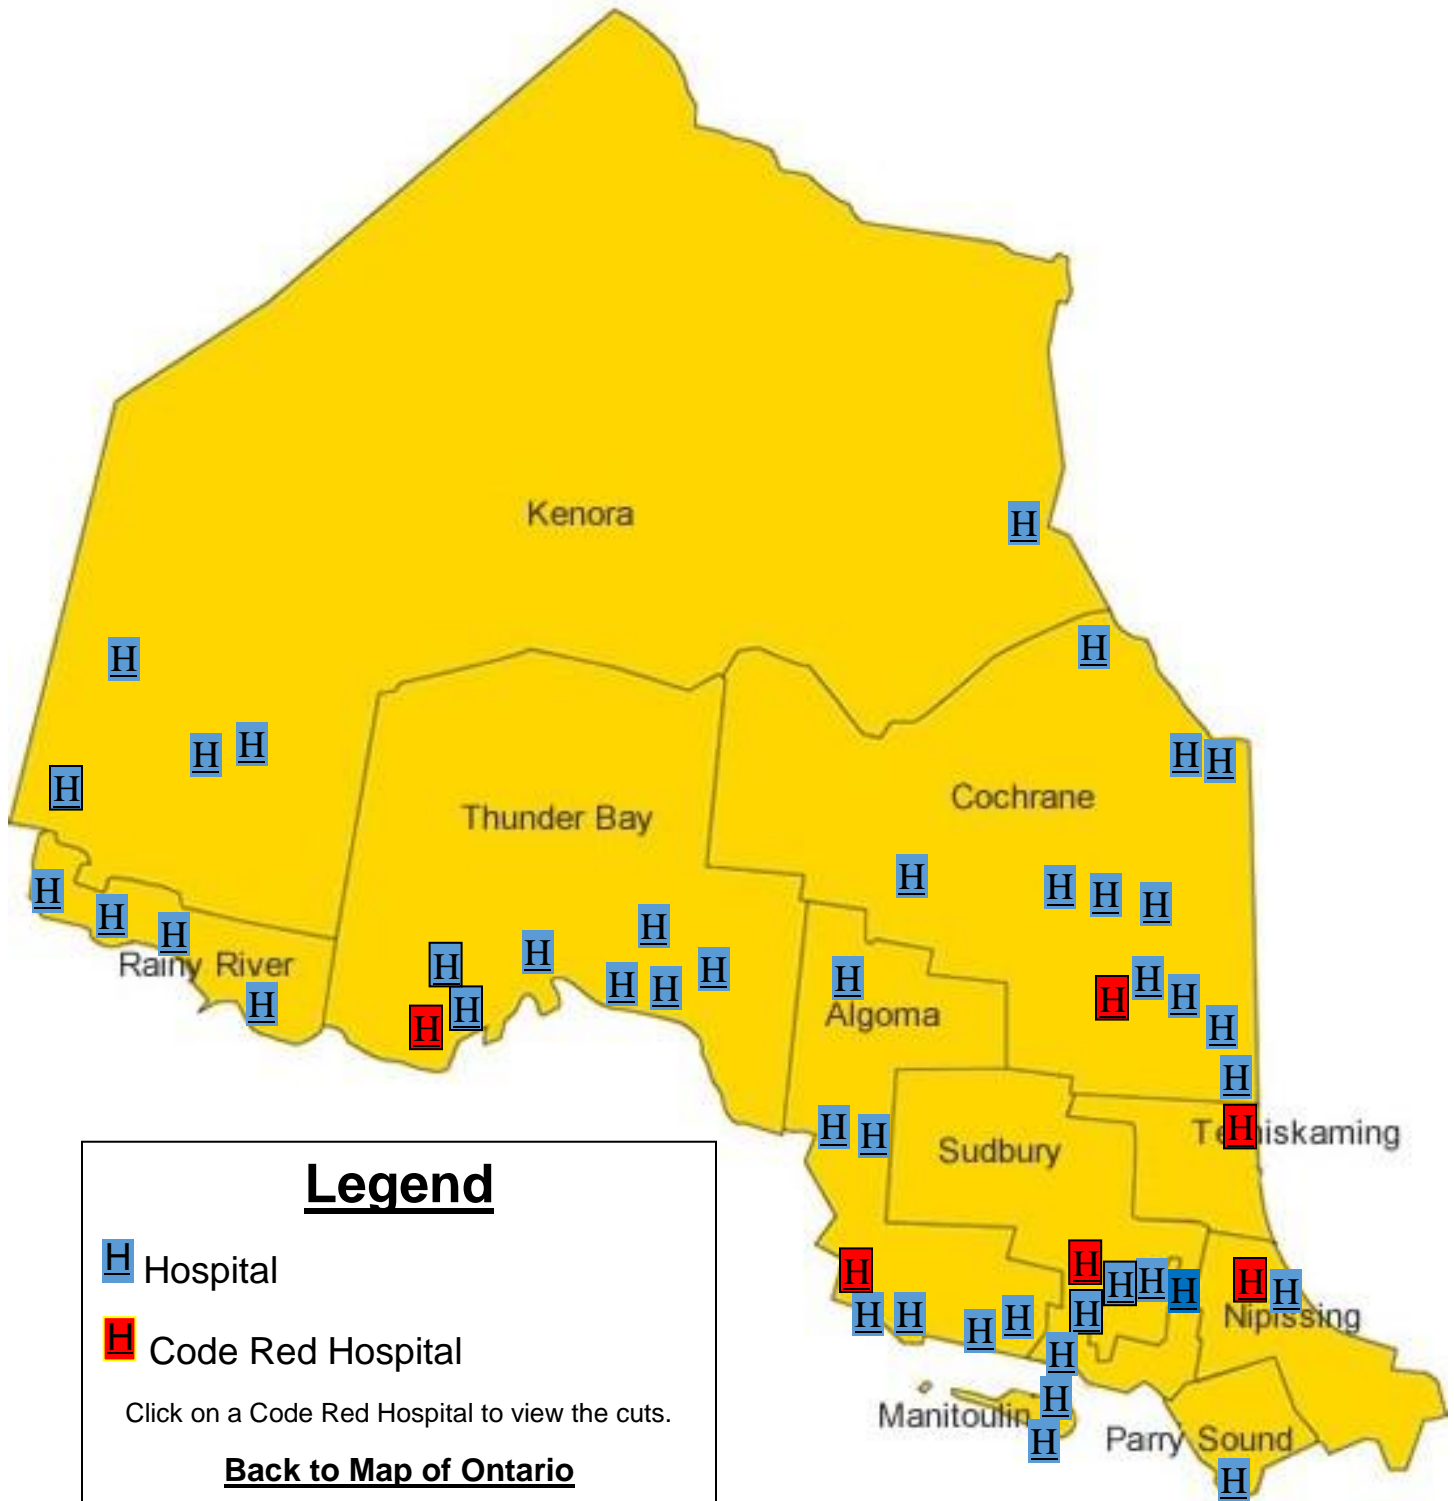 Kenora
H
H
H
H
H
H
H
H
Cochrane
Thunder Bay
H
H
H
H
H
H
H
H
H
Rainy River
H
H
H
H
H
H
H
H
H
H
H
H
Algoma
H
H
H
H
H
H
Temiskaming
H
Sudbury
H
H
H
H
H
H
H
H
H
H
H
H
Nipissing
H
H
Manitoulin
H
Parry Sound
H
Legend
H Hospital
H Code Red Hospital
Click on a Code Red Hospital to view the cuts.
Back to Map of Ontario